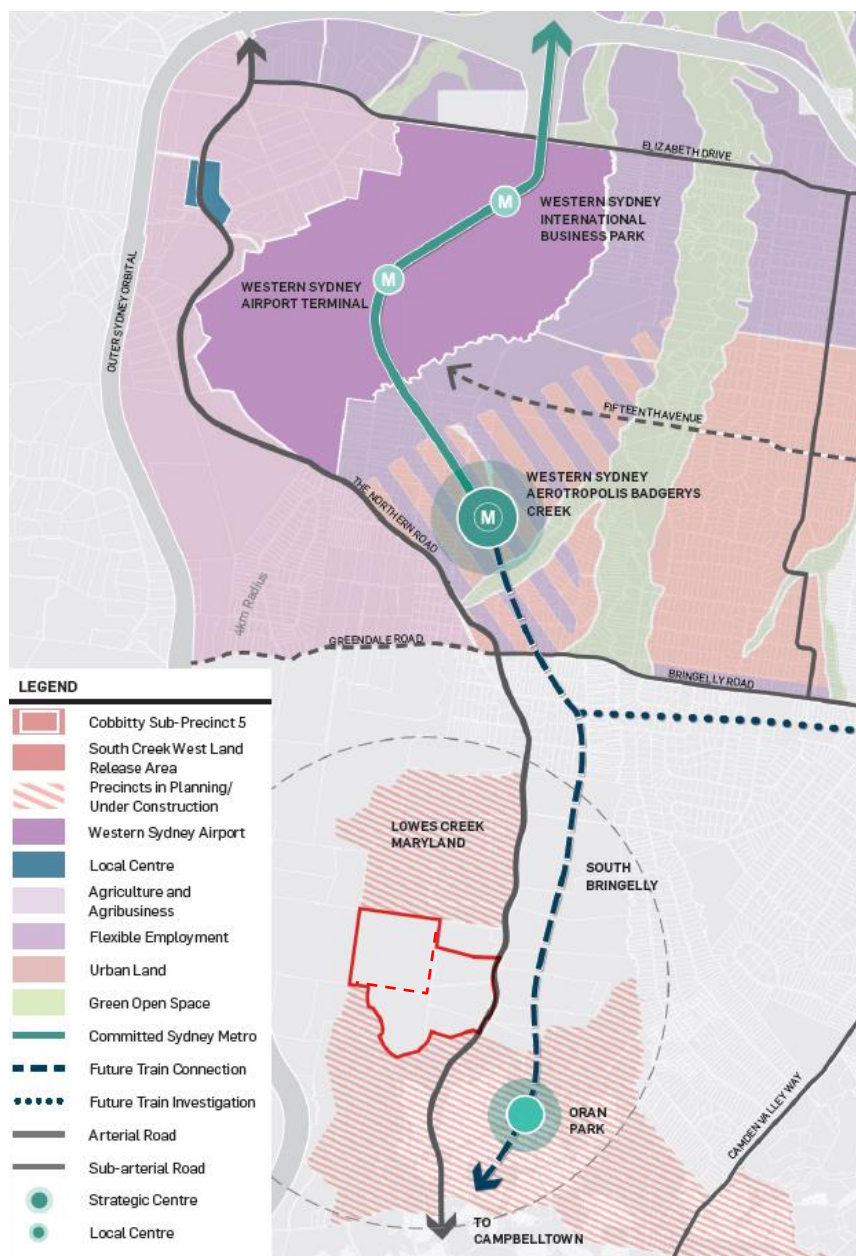 ELIZABETH DRIVE
M
WESTERN SYDNEY
INTERNATIONAL
BUSINESS PARK
M
WESTERN SYDNEY
AIRPORT TERMINAL
OUTER SYDNEY ORBITAL
FIFTEENTH AVENUE
WESTERN SYDNEY
AEROTROPOLIS BADGERYS
CREEK
M
THE NORTHERN ROAD
4km Radius
GREENDALE ROAD
BRINGELLY ROAD
LEGEND
Cobbitty Sub-Precinct 5
South Creek West Land
Release Area
Precincts in Planning/
Under Construction
Western Sydney Airport
Local Centre
Agriculture and
Agribusiness
Flexible Employment
Urban Land
Green Open Space
Committed Sydney Metro
Future Train Connection
Future Train Investigation
Arterial Road
Sub-arterial Road
Strategic Centre
Local Centre
LOWES CREEK
MARYLAND
SOUTH
BRINGELLY
ORAN
PARK
CAMDEN VALLEY WAY
TO
CAMPBELLTOWN